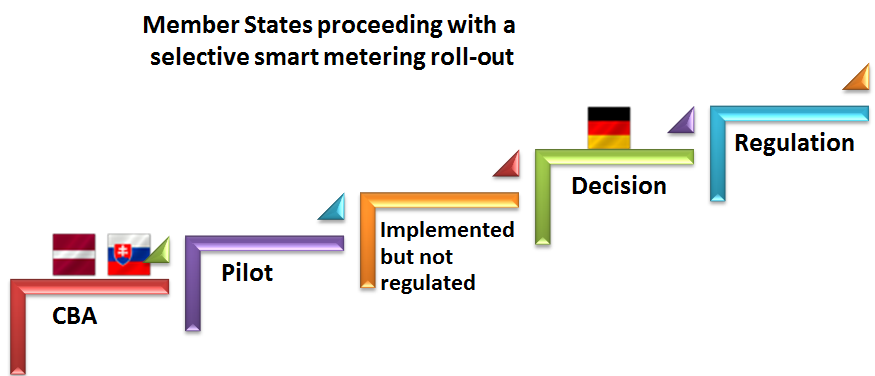 Member States proceeding with a
selective smart metering roll-out
Regulation
Decision
Implemented
but not
regulated
Pilot
CBA